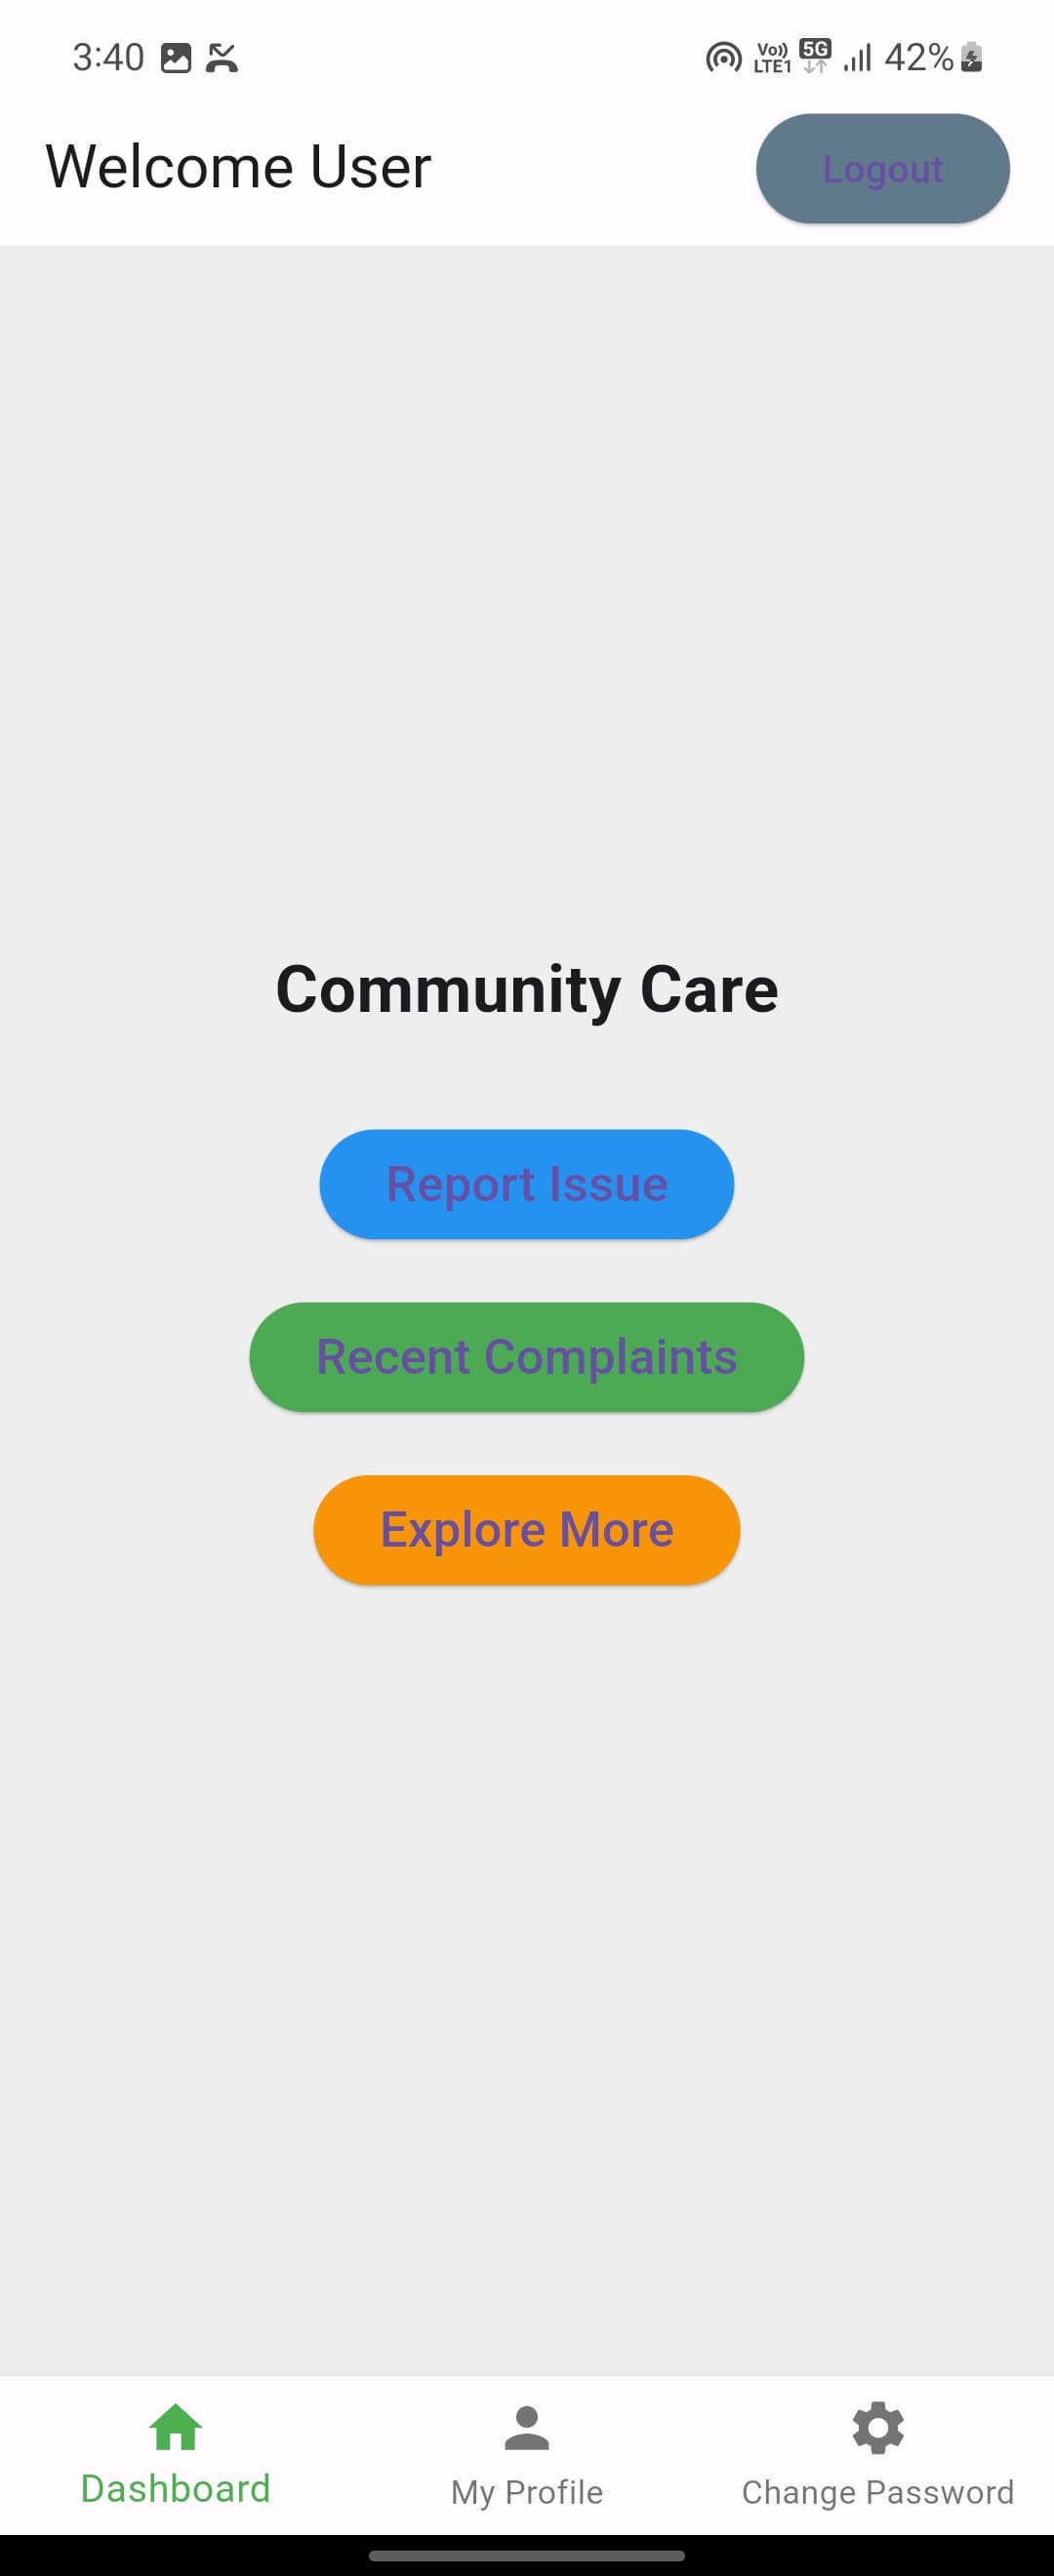 3:40 Vo)) LTE1 5G 42%
Welcome User
Logout
Community Care
Report Issue
Recent Complaints
Explore More
Dashboard My Profile Change Password